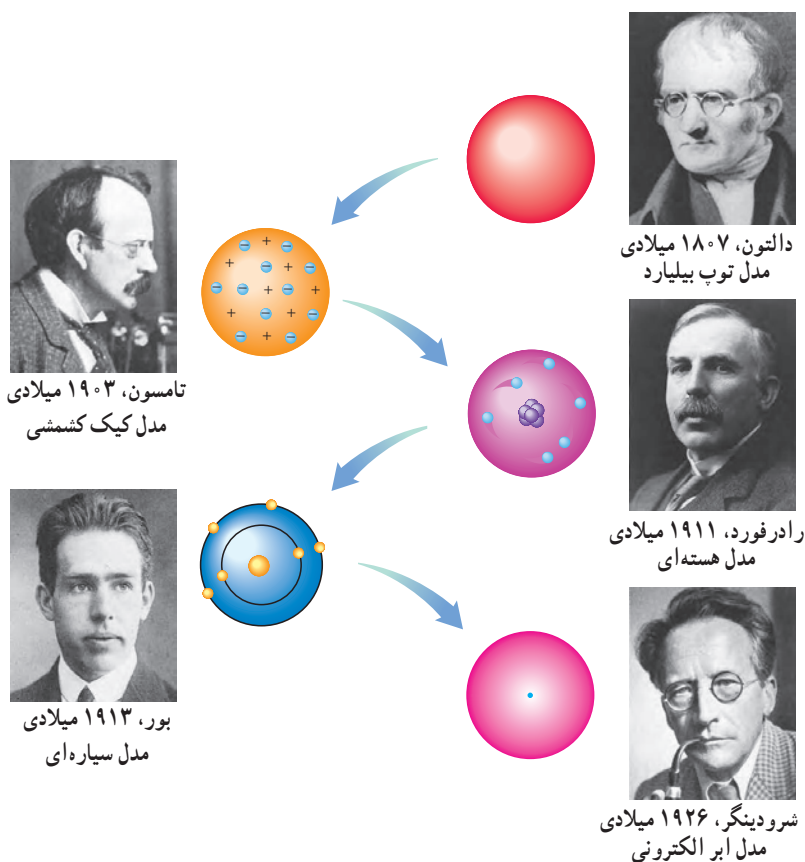 دالتون، ۱۸۰۷ میلادی
مدل توپ بیلیارد
تامسون، ۱۹۰۳ میلادی
مدل کیک کشمشی
رادرفورد، ۱۹۱۱ میلادی
مدل هسته‌ای
بور، ۱۹۱۳ میلادی
مدل سیاره‌ای
شرودینگر، ۱۹۲۶ میلادی
مدل ابر الکترونی